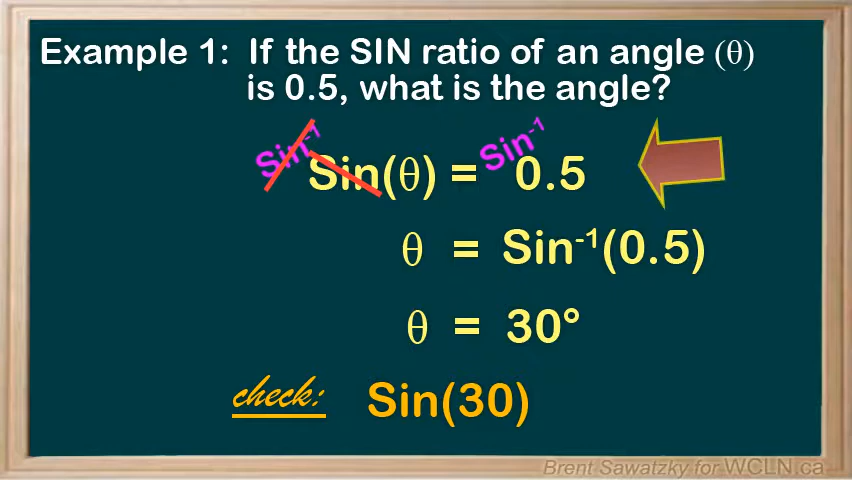 Example 1: If the SIN ratio of an angle (θ)
is 0.5, what is the angle?
Sin⁻¹ Sin⁻¹
Sin(θ) = 0.5
θ = Sin⁻¹(0.5)
θ = 30°
check: Sin(30)
Brent Sawatzky for WCLN.ca